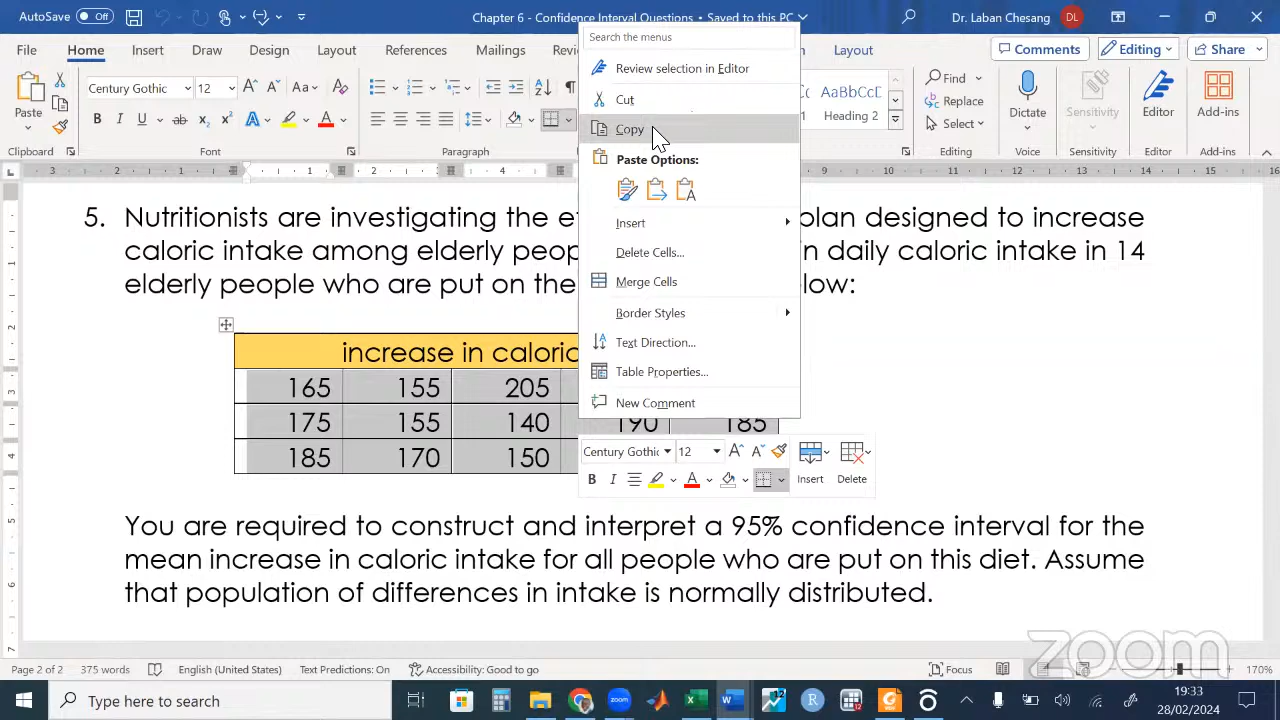 AutoSave Off
Chapter 6 - Confidence Interval Questions • Saved to this PC
Dr. Laban Chesang DL
File Home Insert Draw Design Layout References Mailings Layout Comments Editing Share
Search the menus
Review selection in Editor
Cut
Copy
Paste Options:
Insert
Delete Cells...
Merge Cells
Border Styles
Text Direction...
Table Properties...
New Comment
Paste
Century Gothic 12
Clipboard Font Paragraph
AaBbCcD
Heading 2
Find
Replace
Select
Editing
Dictate
Voice
Sensitivity
Sensitivity
Editor
Editor
Add-ins
Add-ins
5. Nutritionists are investigating the plan designed to increase
caloric intake among elderly in daily caloric intake in 14
elderly people who are put on the
increase in
165 155 205
175 155 140 190 185
185 170 150
Century Gothic 12
Insert Delete
You are required to construct and interpret a 95% confidence interval for the
mean increase in caloric intake for all people who are put on this diet. Assume
that population of differences in intake is normally distributed.
zoom
Page 2 of 2 375 words English (United States) Text Predictions: On Accessibility: Good to go Focus 170%
Type here to search
19:33
28/02/2024